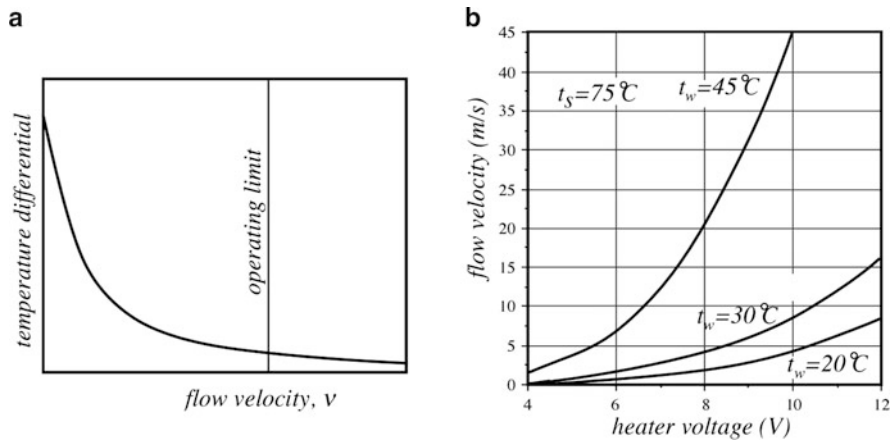 a
temperature differential
operating limit
flow velocity, v
b
flow velocity (m/s)
45
40
35
30
25
20
15
10
5
0
t_S=75°C
t_w=45°C
t_w=30°C
t_w=20°C
4
6
8
10
12
heater voltage (V)